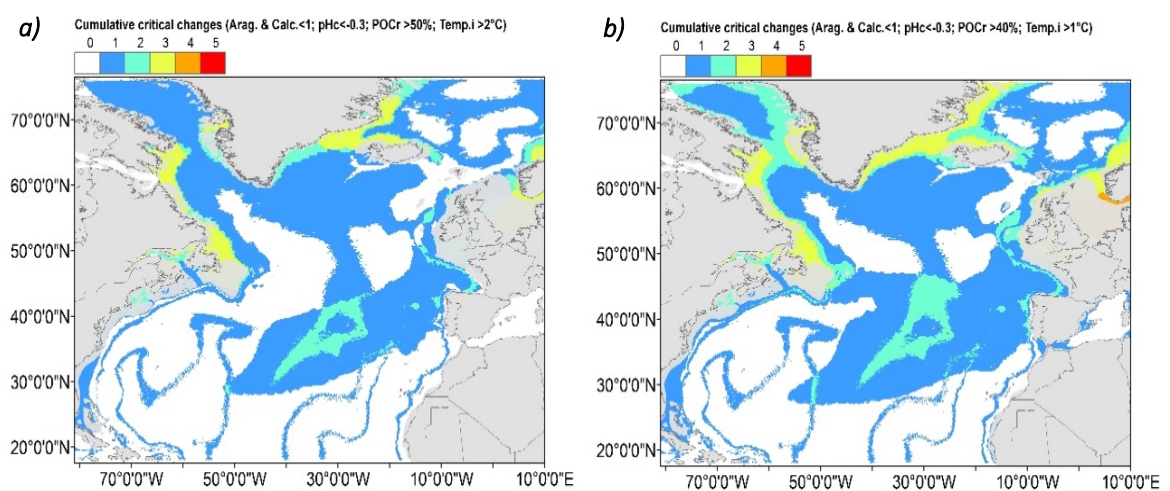 a)
Cumulative critical changes (Arag. & Calc.<1; pHc<-0.3; POCr >50%; Temp.i >2°C)
0 1 2 3 4 5
70°0'0"N
60°0'0"N
50°0'0"N
40°0'0"N
30°0'0"N
20°0'0"N
70°0'0"W 50°0'0"W 30°0'0"W 10°0'0"W 10°0'0"E
b)
Cumulative critical changes (Arag. & Calc.<1; pHc<-0.3; POCr >40%; Temp.i >1°C)
0 1 2 3 4 5
70°0'0"N
60°0'0"N
50°0'0"N
40°0'0"N
30°0'0"N
20°0'0"N
70°0'0"W 50°0'0"W 30°0'0"W 10°0'0"W 10°0'0"E